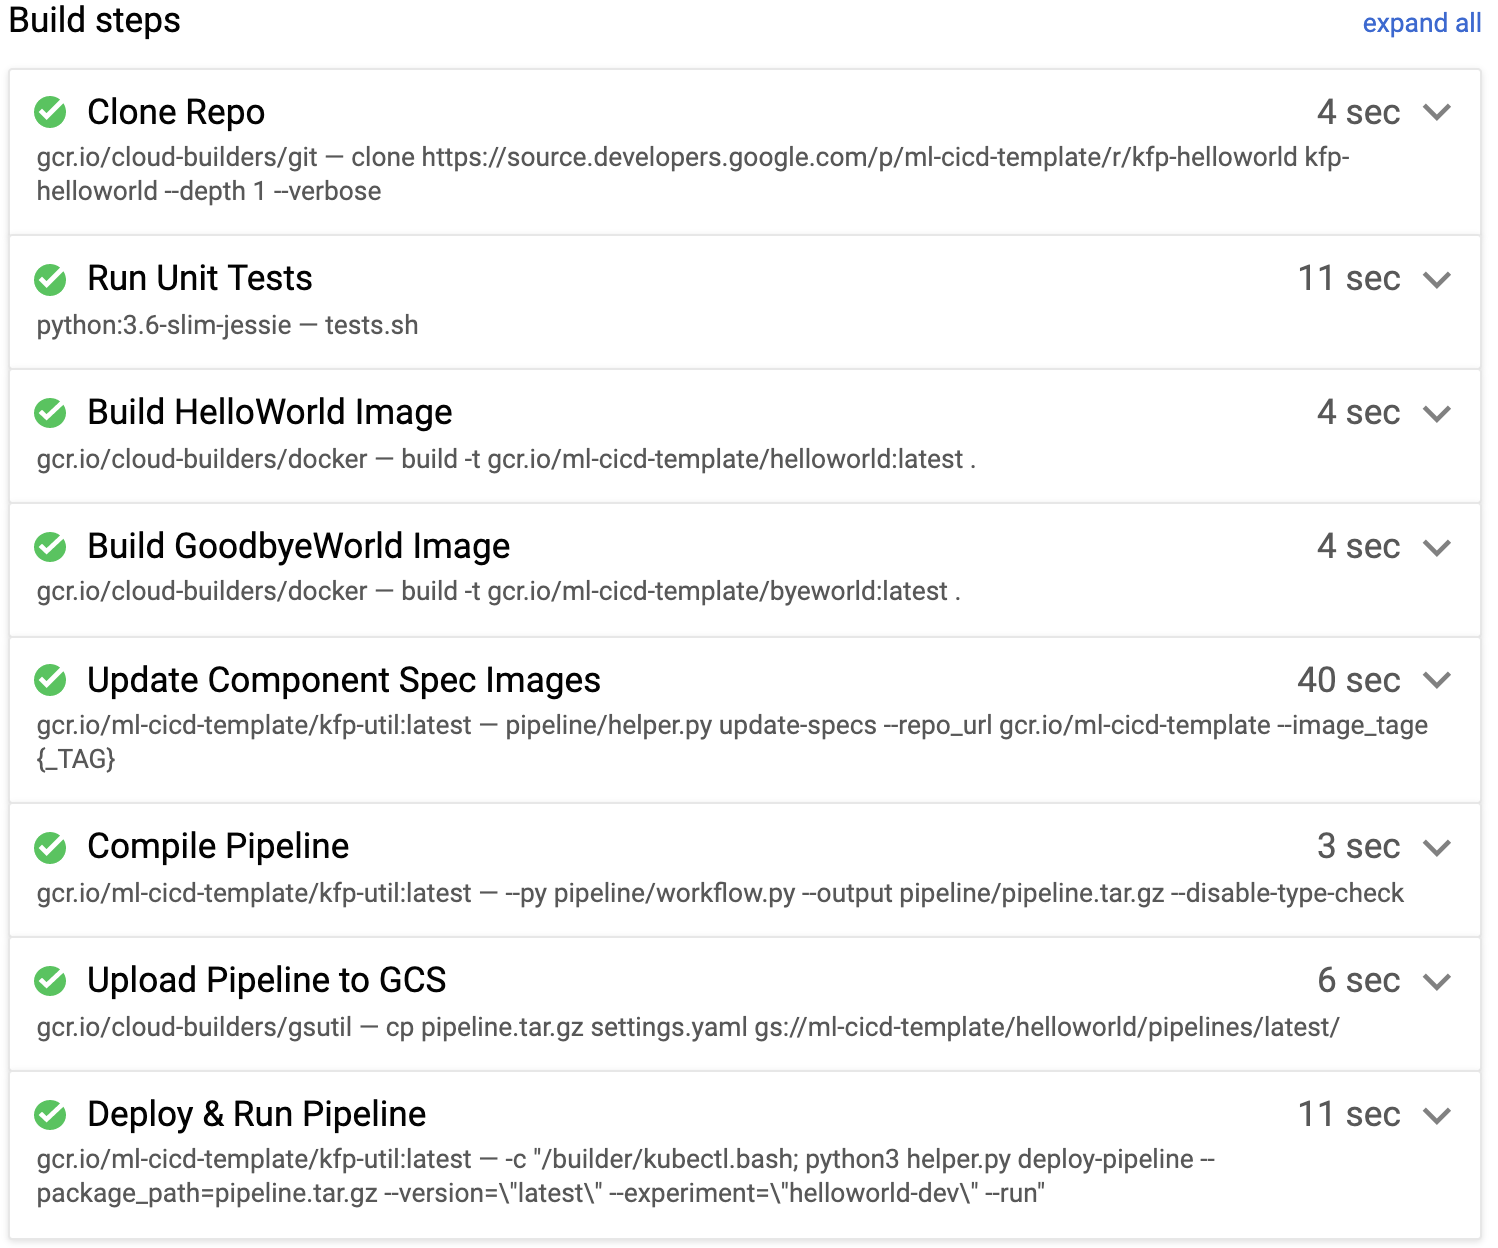 Build steps
expand all
Clone Repo
4 sec
gcr.io/cloud-builders/git — clone https://source.developers.google.com/p/ml-cicd-template/r/kfp-helloworld kfp-
helloworld --depth 1 --verbose
Run Unit Tests
11 sec
python:3.6-slim-jessie — tests.sh
Build HelloWorld Image
4 sec
gcr.io/cloud-builders/docker — build -t gcr.io/ml-cicd-template/helloworld:latest .
Build GoodbyeWorld Image
4 sec
gcr.io/cloud-builders/docker — build -t gcr.io/ml-cicd-template/byeworld:latest .
Update Component Spec Images
40 sec
gcr.io/ml-cicd-template/kfp-util:latest — pipeline/helper.py update-specs --repo_url gcr.io/ml-cicd-template --image_tage
{_TAG}
Compile Pipeline
3 sec
gcr.io/ml-cicd-template/kfp-util:latest — --py pipeline/workflow.py --output pipeline/pipeline.tar.gz --disable-type-check
Upload Pipeline to GCS
6 sec
gcr.io/cloud-builders/gsutil — cp pipeline.tar.gz settings.yaml gs://ml-cicd-template/helloworld/pipelines/latest/
Deploy & Run Pipeline
11 sec
gcr.io/ml-cicd-template/kfp-util:latest — -c "/builder/kubectl.bash; python3 helper.py deploy-pipeline --
package_path=pipeline.tar.gz --version=\"latest\" --experiment=\"helloworld-dev\" --run"